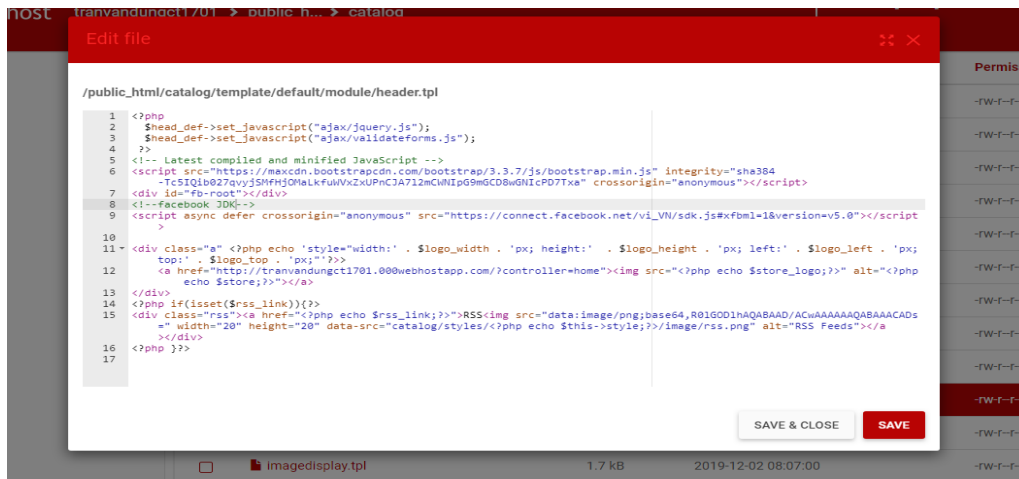 host tranvandungct1701 > public_h... > catalog
Edit file
Permis
/public_html/catalog/template/default/module/header.tpl
1 <?php
2 $head_def->set_javascript("ajax/jquery.js");
3 $head_def->set_javascript("ajax/validateforms.js");
4 ?>
5 <!-- Latest compiled and minified JavaScript -->
6 <script src="https://maxcdn.bootstrapcdn.com/bootstrap/3.3.7/js/bootstrap.min.js" integrity="sha384
-Tc5IQib027qvyjSMfHjOMaLkfuWVxZxUPnCJA7l2mCWNIpG9mGCD8wGNIcPD7Txa" crossorigin="anonymous"></script>
7 <div id="fb-root"></div>
8 <!--facebook JDK-->
9 <script async defer crossorigin="anonymous" src="https://connect.facebook.net/vi_VN/sdk.js#xfbml=1&version=v5.0"></script
>
10
11 <div class="a" <?php echo 'style="width:' . $logo_width . 'px; height:' . $logo_height . 'px; left:' . $logo_left . 'px;
top:' . $logo_top . 'px;"'?>>
12 <a href="http://tranvandungct1701.000webhostapp.com/?controller=home"><img src="<?php echo $store_logo;?>" alt="<?php
echo $store;?>"></a>
13 </div>
14 <?php if(isset($rss_link)){?>
15 <div class="rss"><a href="<?php echo $rss_link;?>">RSS<img src="data:image/png;base64,R0lGODlhAQABAAD/ACwAAAAAAQABAAACADs
=" width="20" height="20" data-src="catalog/styles/<?php echo $this->style;?>/image/rss.png" alt="RSS Feeds"></a
></div>
16 <?php }?>
17
-rw-r--r-
-rw-r--r-
-rw-r--r-
-rw-r--r-
-rw-r--r-
-rw-r--r-
-rw-r--r-
-rw-r--r-
-rw-r--r-
-rw-r--r-
-rw-r--r-
SAVE & CLOSE SAVE
imagedisplay.tpl 1.7 kB 2019-12-02 08:07:00 -rw-r--r-